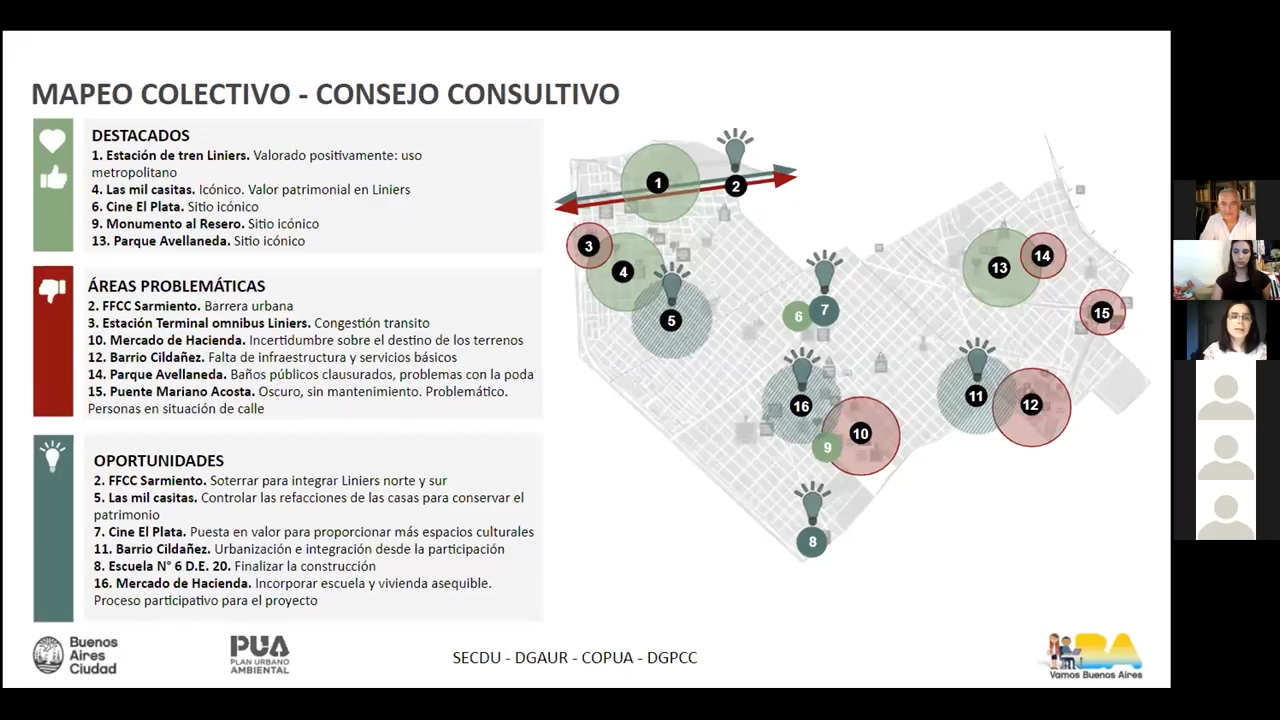 MAPEO COLECTIVO - CONSEJO CONSULTIVO
DESTACADOS
1. Estación de tren Liniers. Valorado positivamente: uso
metropolitano
4. Las mil casitas. Icónico. Valor patrimonial en Liniers
6. Cine El Plata. Sitio icónico
9. Monumento al Resero. Sitio icónico
13. Parque Avellaneda. Sitio icónico
ÁREAS PROBLEMÁTICAS
2. FFCC Sarmiento. Barrera urbana
3. Estación Terminal omnibus Liniers. Congestión transito
10. Mercado de Hacienda. Incertidumbre sobre el destino de los terrenos
12. Barrio Cildañez. Falta de infraestructura y servicios básicos
14. Parque Avellaneda. Baños públicos clausurados, problemas con la poda
15. Puente Mariano Acosta. Oscuro, sin mantenimiento. Problemático.
Personas en situación de calle
OPORTUNIDADES
2. FFCC Sarmiento. Soterrar para integrar Liniers norte y sur
5. Las mil casitas. Controlar las refacciones de las casas para conservar el
patrimonio
7. Cine El Plata. Puesta en valor para proporcionar más espacios culturales
11. Barrio Cildañez. Urbanización e integración desde la participación
8. Escuela N° 6 D.E. 20. Finalizar la construcción
16. Mercado de Hacienda. Incorporar escuela y vivienda asequible.
Proceso participativo para el proyecto
1
2
3
4
5
6
7
13
14
15
16
9
10
11
12
8
Buenos
Aires
Ciudad
PUA
PLAN URBANO
AMBIENTAL
SECDU - DGAUR - COPUA - DGPCC
BA
Vamos Buenos Aires